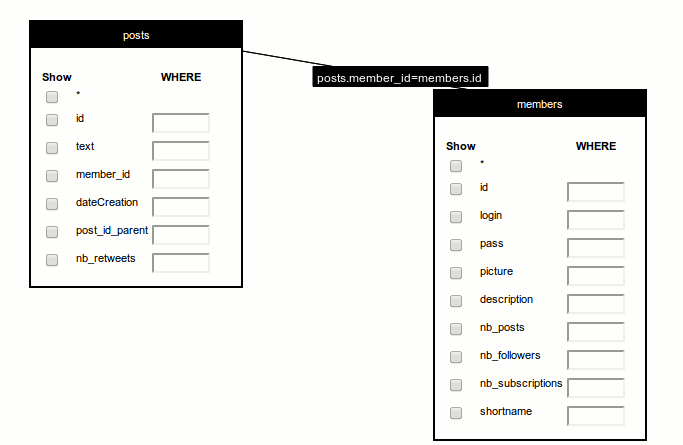 posts
Show WHERE
*
id
text
member_id
dateCreation
post_id_parent
nb_retweets
posts.member_id=members.id
members
Show WHERE
*
id
login
pass
picture
description
nb_posts
nb_followers
nb_subscriptions
shortname